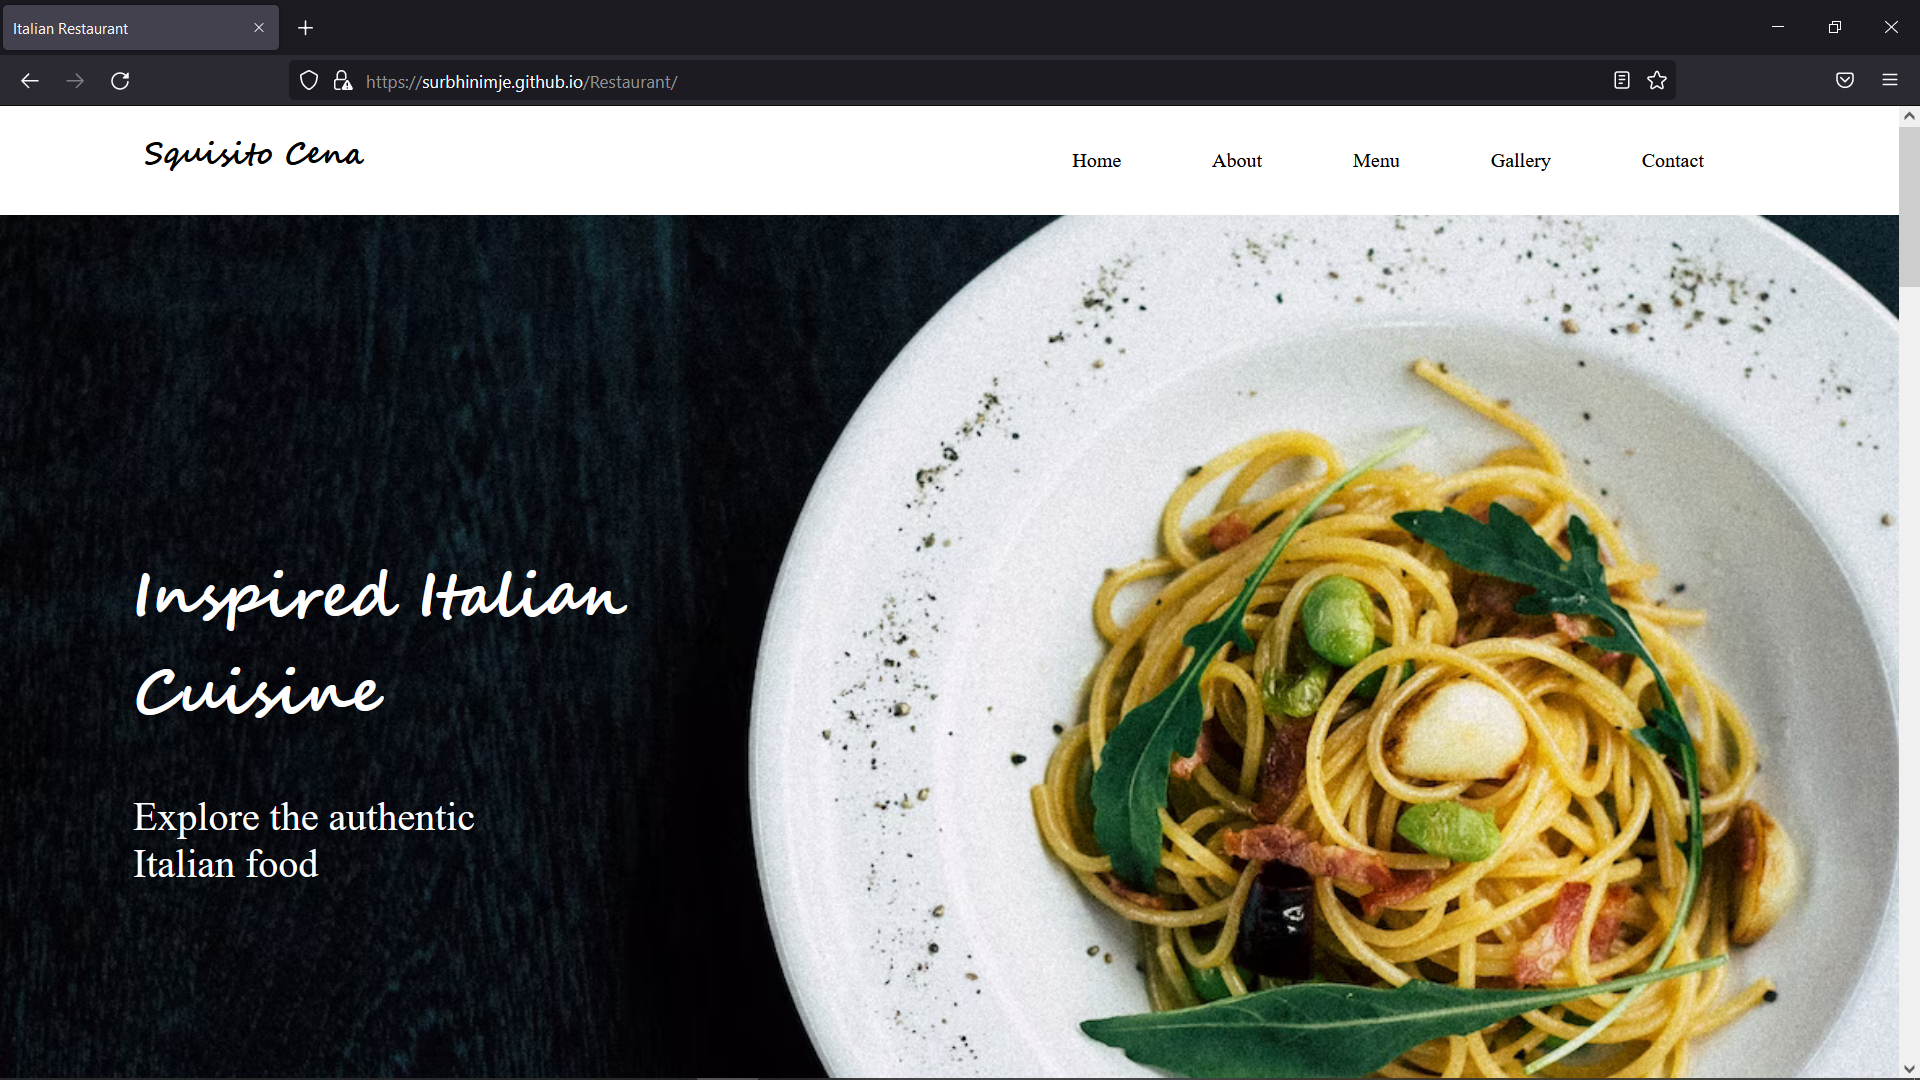 Italian Restaurant
https://surbhinimje.github.io/Restaurant/
Squisito Cena
Home
About
Menu
Gallery
Contact
Inspired Italian
Cuisine
Explore the authentic
Italian food